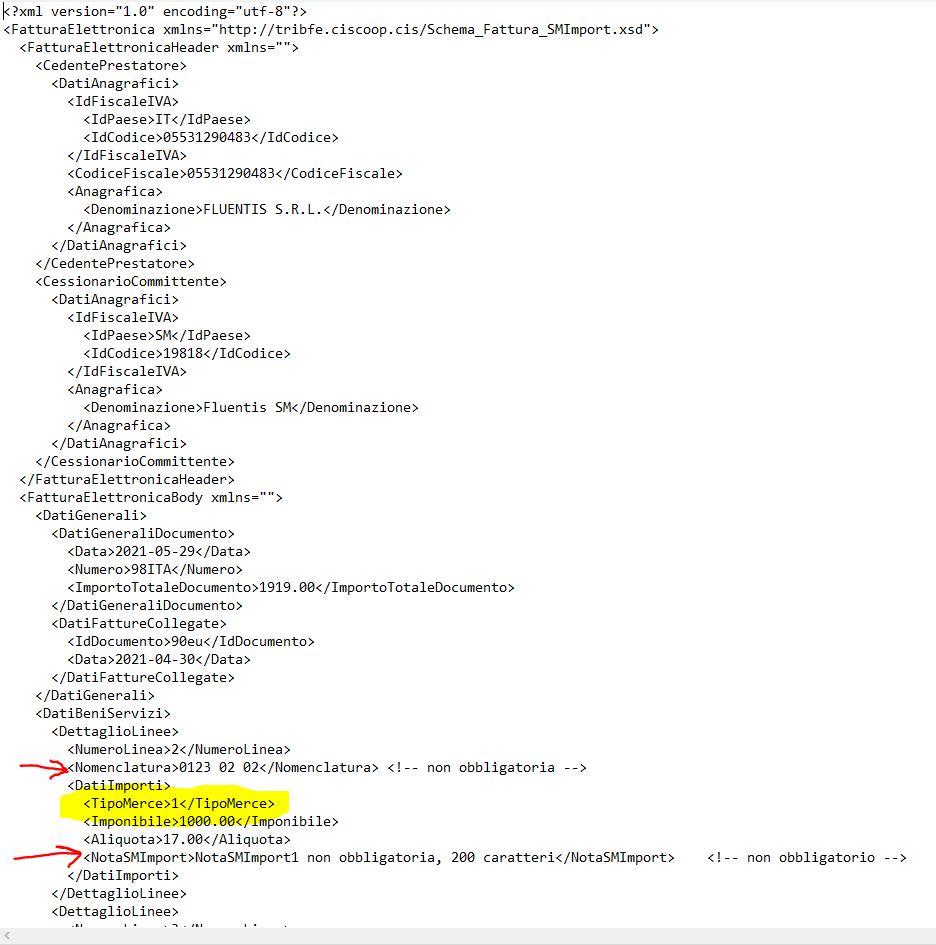 <?xml version="1.0" encoding="utf-8"?>
<FatturaElettronica xmlns="http://tribfe.ciscoop.cis/Schema_Fattura_SMImport.xsd">
<FatturaElettronicaHeader xmlns="">
<CedentePrestatore>
<DatiAnagrafici>
<IdFiscaleIVA>
<IdPaese>IT</IdPaese>
<IdCodice>05531290483</IdCodice>
</IdFiscaleIVA>
<CodiceFiscale>05531290483</CodiceFiscale>
<Anagrafica>
<Denominazione>FLUENTIS S.R.L.</Denominazione>
</Anagrafica>
</DatiAnagrafici>
</CedentePrestatore>
<CessionarioCommittente>
<DatiAnagrafici>
<IdFiscaleIVA>
<IdPaese>SM</IdPaese>
<IdCodice>19818</IdCodice>
</IdFiscaleIVA>
<Anagrafica>
<Denominazione>Fluentis SM</Denominazione>
</Anagrafica>
</DatiAnagrafici>
</CessionarioCommittente>
</FatturaElettronicaHeader>
<FatturaElettronicaBody xmlns="">
<DatiGenerali>
<DatiGeneraliDocumento>
<Data>2021-05-29</Data>
<Numero>98ITA</Numero>
<ImportoTotaleDocumento>1919.00</ImportoTotaleDocumento>
</DatiGeneraliDocumento>
<DatiFattureCollegate>
<IdDocumento>90eu</IdDocumento>
<Data>2021-04-30</Data>
</DatiFattureCollegate>
</DatiGenerali>
<DatiBeniServizi>
<DettaglioLinee>
<NumeroLinea>2</NumeroLinea>
<Nomenclatura>0123 02 02</Nomenclatura> <!-- non obbligatoria -->
<DatiImporti>
<TipoMerce>1</TipoMerce>
<Imponibile>1000.00</Imponibile>
<Aliquota>17.00</Aliquota>
<NotaSMImport>NotaSMImport1 non obbligatoria, 200 caratteri</NotaSMImport> <!-- non obbligatorio -->
</DatiImporti>
</DettaglioLinee>
<DettaglioLinee>